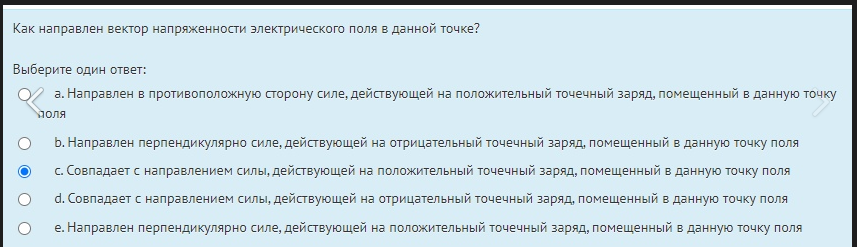 Как направлен вектор напряженности электрического поля в данной точке?
Выберите один ответ:
a. Направлен в противоположную сторону силе, действующей на положительный точечный заряд, помещенный в данную точку
поля
b. Направлен перпендикулярно силе, действующей на отрицательный точечный заряд, помещенный в данную точку поля
c. Совпадает с направлением силы, действующей на положительный точечный заряд, помещенный в данную точку поля
d. Совпадает с направлением силы, действующей на отрицательный точечный заряд, помещенный в данную точку поля
e. Направлен перпендикулярно силе, действующей на положительный точечный заряд, помещенный в данную точку поля